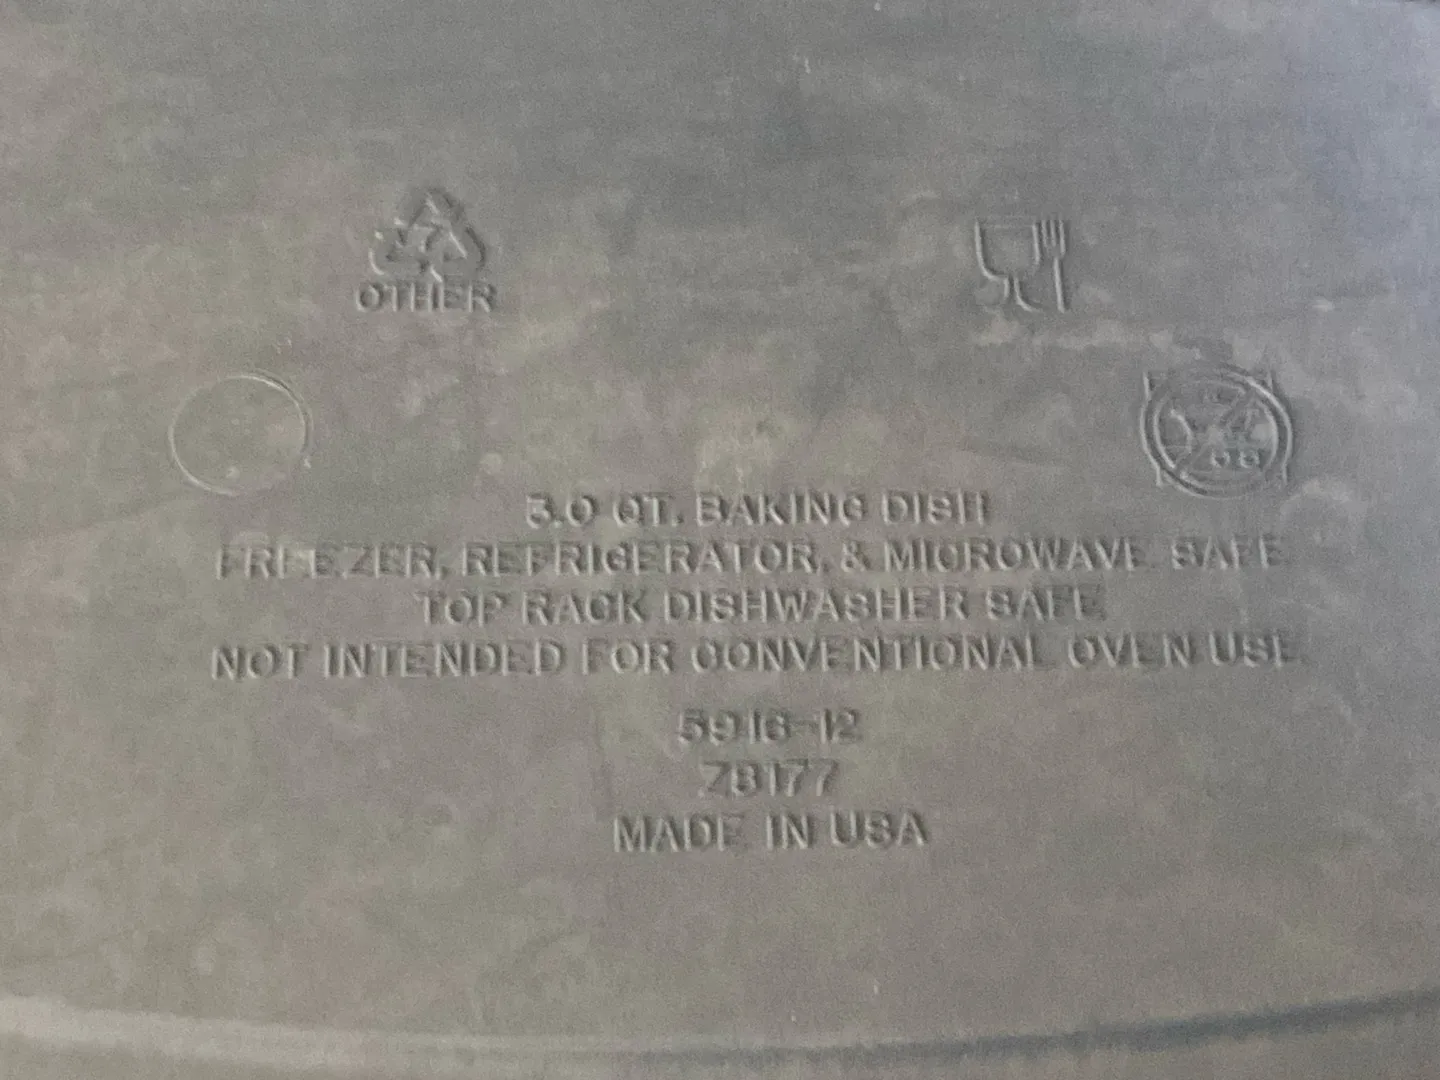 7
OTHER
3.0 QT. BAKING DISH
FREEZER, REFRIGERATOR, & MICROWAVE SAFE
TOP RACK DISHWASHER SAFE
NOT INTENDED FOR CONVENTIONAL OVEN USE
5916-12
Z8177
MADE IN USA